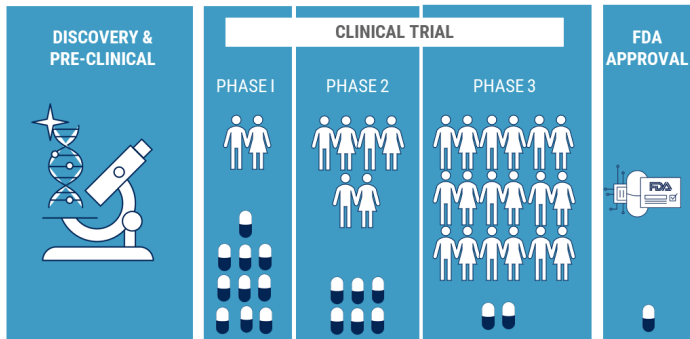 DISCOVERY &
PRE-CLINICAL
CLINICAL TRIAL
PHASE I
PHASE 2
PHASE 3
FDA
APPROVAL
FDA